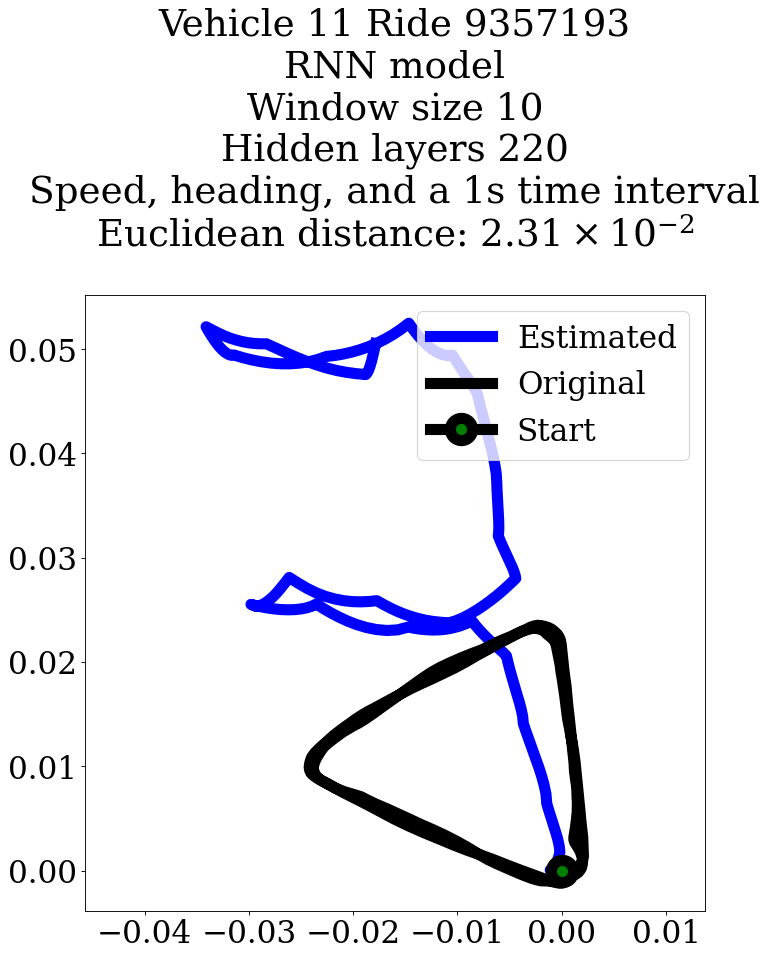 Vehicle 11 Ride 9357193
RNN model
Window size 10
Hidden layers 220
Speed, heading, and a 1s time interval
Euclidean distance: 2.31 × 10⁻²
Estimated
Original
Start
0.05
0.04
0.03
0.02
0.01
0.00
−0.04 −0.03 −0.02 −0.01 0.00 0.01